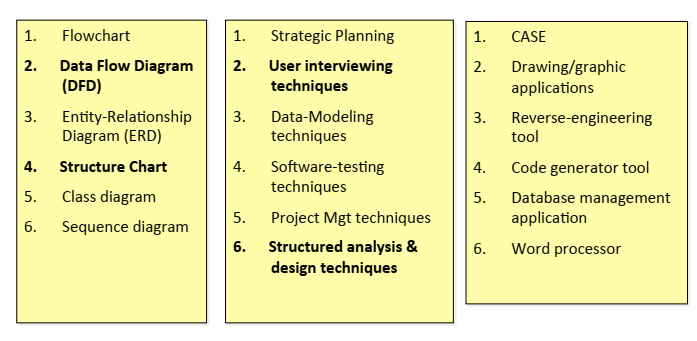 1. Flowchart
2. Data Flow Diagram
(DFD)
3. Entity-Relationship
Diagram (ERD)
4. Structure Chart
5. Class diagram
6. Sequence diagram
1. Strategic Planning
2. User interviewing
techniques
3. Data-Modeling
techniques
4. Software-testing
techniques
5. Project Mgt techniques
6. Structured analysis &
design techniques
1. CASE
2. Drawing/graphic
applications
3. Reverse-engineering
tool
4. Code generator tool
5. Database management
application
6. Word processor